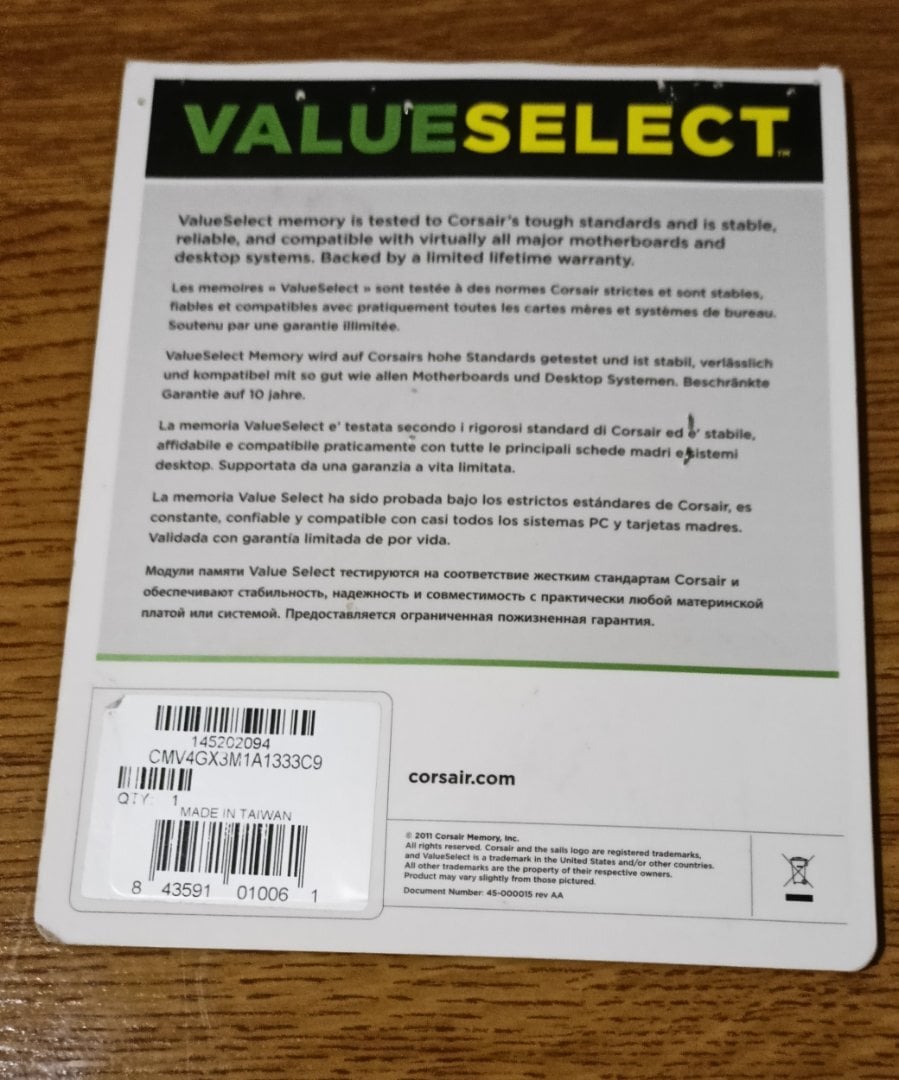 VALUESELECT™
ValueSelect memory is tested to Corsair's tough standards and is stable,
reliable, and compatible with virtually all major motherboards and
desktop systems. Backed by a limited lifetime warranty.
Les memoires « ValueSelect » sont testée à des normes Corsair strictes et sont stables,
fiables et compatibles avec pratiquement toutes les cartes mères et systèmes de bureau.
Soutenu par une garantie illimitée.
ValueSelect Memory wird auf Corsairs hohe Standards getestet und ist stabil, verlässlich
und kompatibel mit so gut wie allen Motherboards und Desktop Systemen. Beschränkte
Garantie auf 10 jahre.
La memoria ValueSelect e' testata secondo i rigorosi standard di Corsair ed e' stabile,
affidabile e compatibile praticamente con tutte le principali schede madri e sistemi
desktop. Supportata da una garanzia a vita limitata.
La memoria Value Select ha sido probada bajo los estrictos estándares de Corsair, es
constante, confiable y compatible con casi todos los sistemas PC y tarjetas madres.
Validada con garantía limitada de por vida.
Модули памяти Value Select тестируются на соответствие жестким стандартам Corsair и
обеспечивают стабильность, надежность и совместимость с практически любой материнской
платой или системой. Предоставляется ограниченная пожизненная гарантия.
145202094
CMV4GX3M1A1333C9
QTY: 1
MADE IN TAIWAN
8 43591 01006 1
corsair.com
© 2011 Corsair Memory, Inc.
All rights reserved. Corsair and the sails logo are registered trademarks,
and ValueSelect is a trademark in the United States and/or other countries.
All other trademarks are the property of their respective owners.
Product may vary slightly from those pictured.
Document Number: 45-000015 rev AA